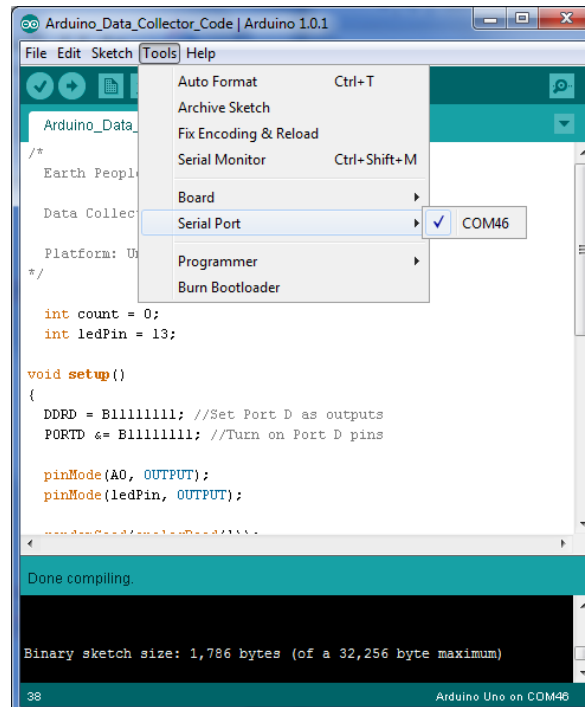 Arduino_Data_Collector_Code | Arduino 1.0.1
File Edit Sketch Tools Help
Auto Format Ctrl+T
Archive Sketch
Fix Encoding & Reload
Serial Monitor Ctrl+Shift+M
Board
Serial Port
COM46
Programmer
Burn Bootloader
Arduino_Data_
/*
Earth Peopl
Data Collec
Platform: U
*/
int count = 0;
int ledPin = 13;
void setup()
{
DDRD = B11111111; //Set Port D as outputs
PORTD &= B11111111; //Turn on Port D pins
pinMode(A0, OUTPUT);
pinMode(ledPin, OUTPUT);
Done compiling.
Binary sketch size: 1,786 bytes (of a 32,256 byte maximum)
38 Arduino Uno on COM46